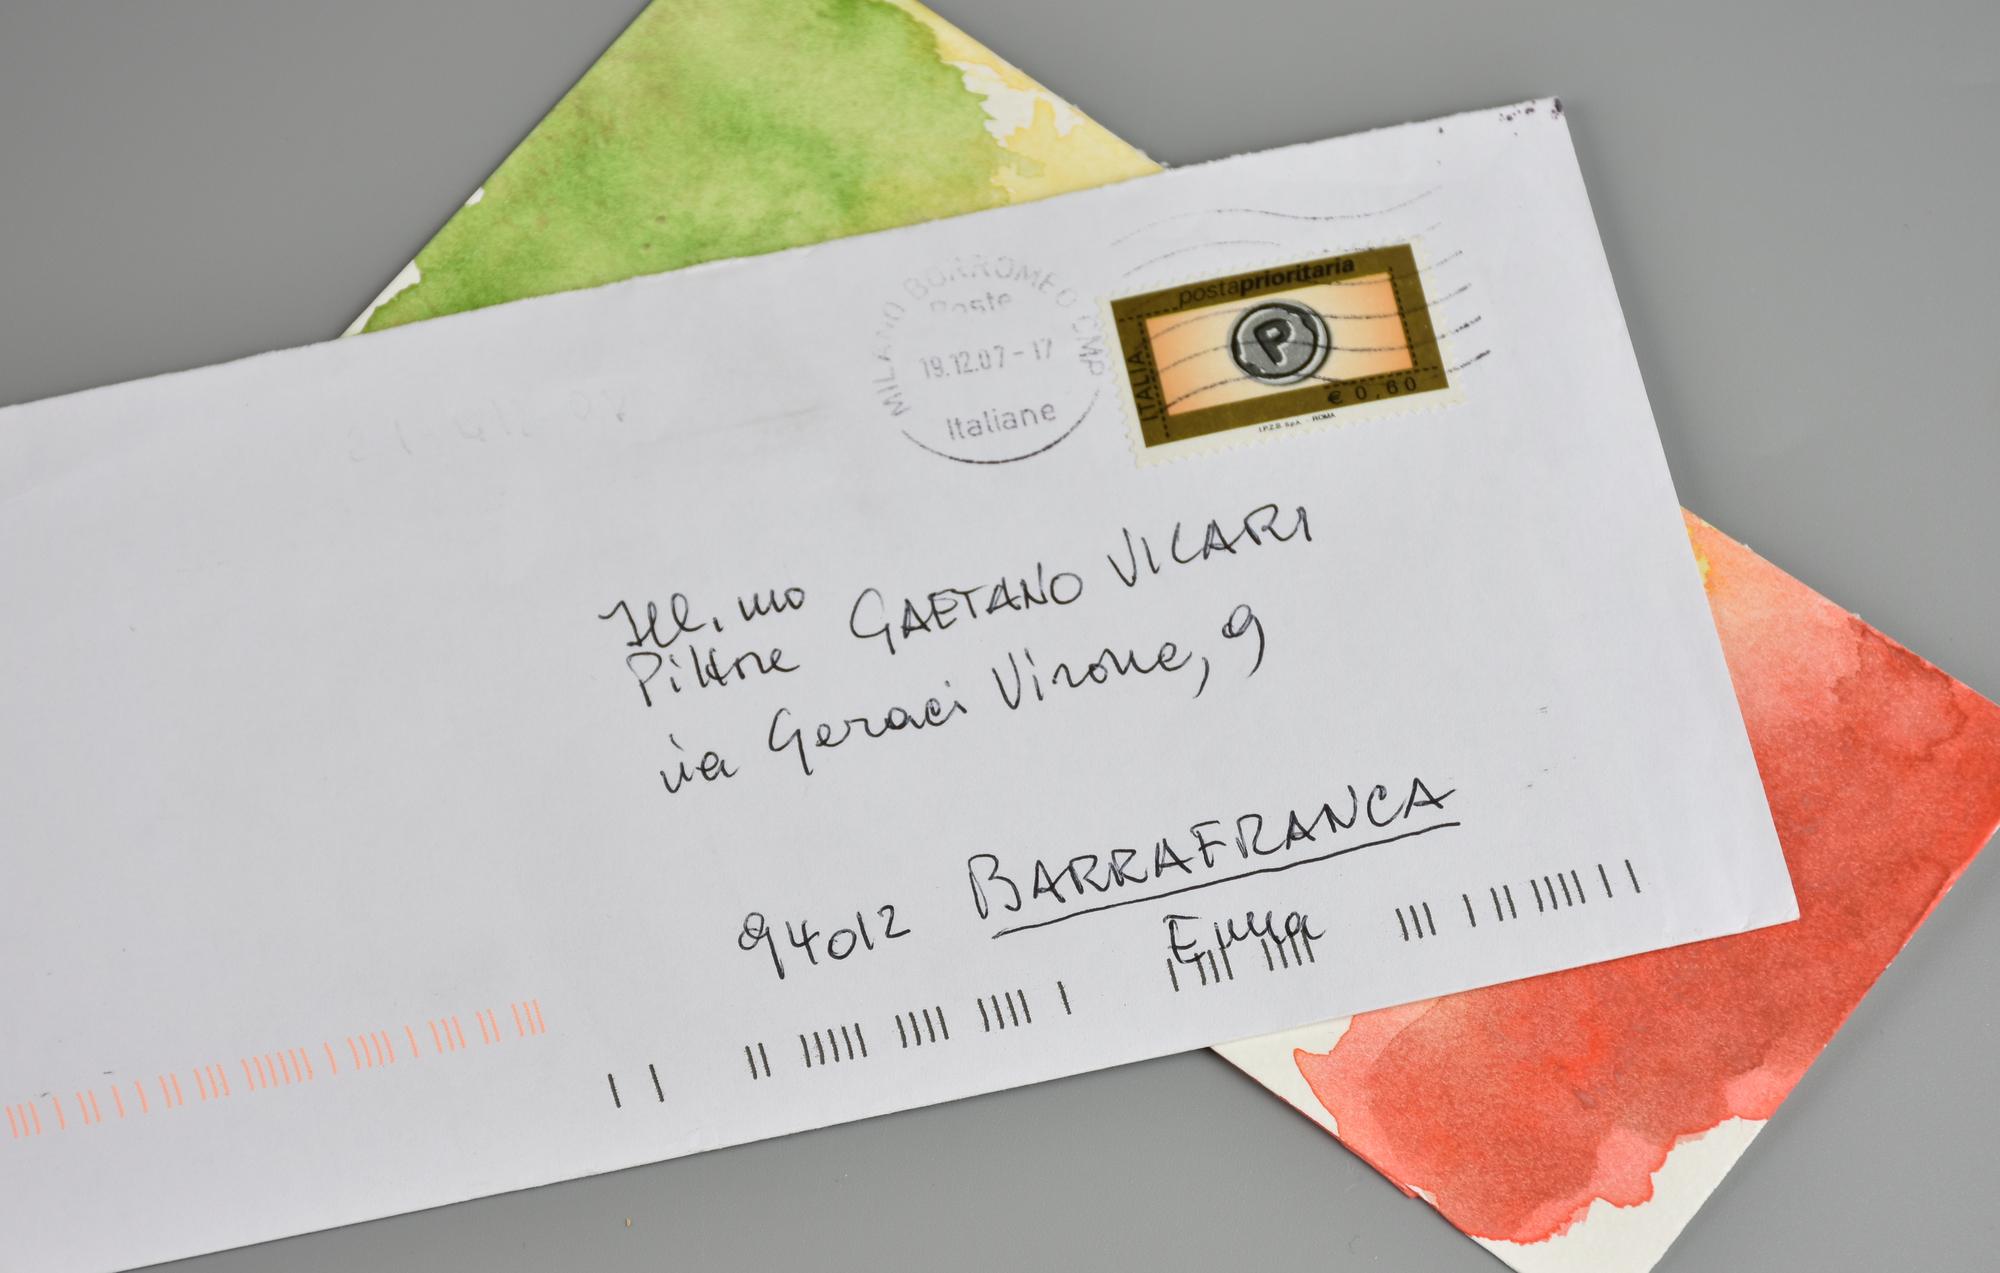 MILANO BORROMEO CMP
Poste
19.12.07-17
Italiane
postaprioritaria
P
ITALIA
€ 0,60
I.P.Z.S. S.p.A. - ROMA
Ill.mo
Pittore GAETANO VICARI
via Geraci Virone, 9
94012 BARRAFRANCA
Enna